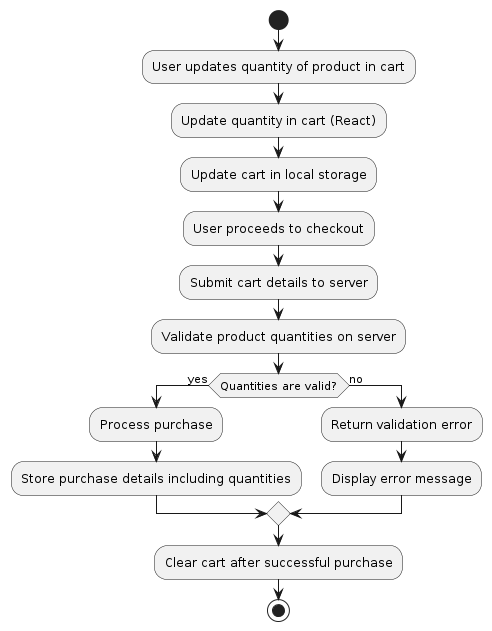 User updates quantity of product in cart
Update quantity in cart (React)
Update cart in local storage
User proceeds to checkout
Submit cart details to server
Validate product quantities on server
yes
Quantities are valid?
no
Process purchase
Return validation error
Store purchase details including quantities
Display error message
Clear cart after successful purchase